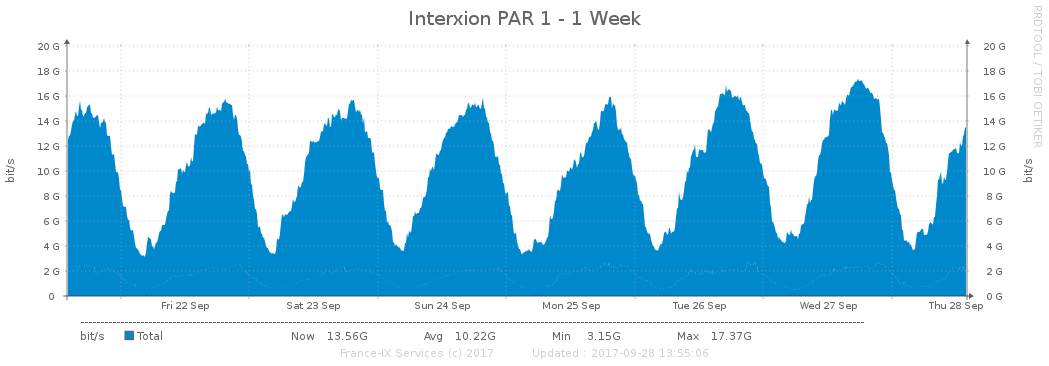 Interxion PAR 1 - 1 Week
RRDTOOL / TOBI OETIKER
20 G 20 G
18 G 18 G
16 G 16 G
14 G 14 G
12 G 12 G
10 G 10 G
8 G 8 G
6 G 6 G
4 G 4 G
2 G 2 G
0 0 G
bit/s
bit/s
Fri 22 Sep Sat 23 Sep Sun 24 Sep Mon 25 Sep Tue 26 Sep Wed 27 Sep Thu 28 Sep
bit/s Total Now 13.56G Avg 10.22G Min 3.15G Max 17.37G
France-IX Services (c) 2017 Updated : 2017-09-28 13:55:06